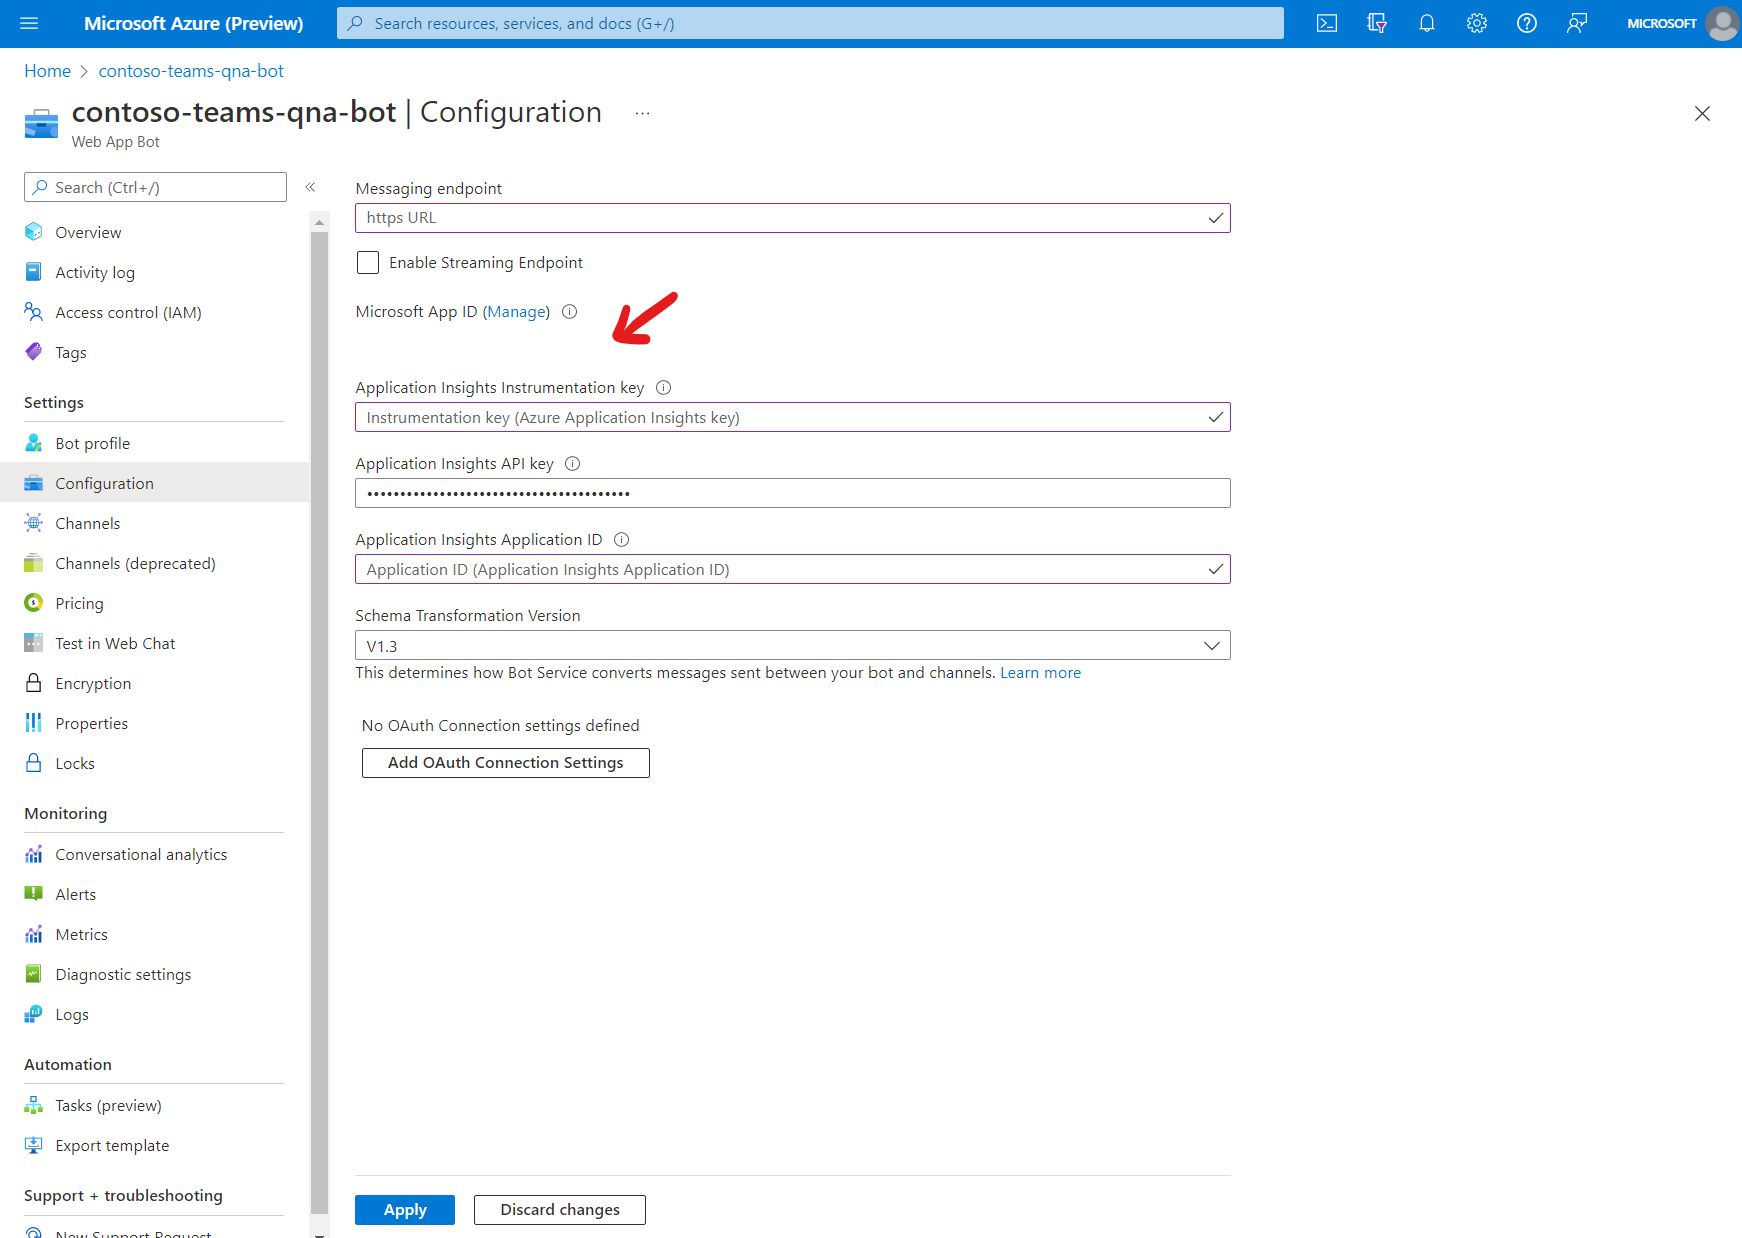 Microsoft Azure (Preview)
Search resources, services, and docs (G+/)
MICROSOFT
Home > contoso-teams-qna-bot
contoso-teams-qna-bot | Configuration ...
Web App Bot
Search (Ctrl+/) «
Overview
Activity log
Access control (IAM)
Tags
Settings
Bot profile
Configuration
Channels
Channels (deprecated)
Pricing
Test in Web Chat
Encryption
Properties
Locks
Monitoring
Conversational analytics
Alerts
Metrics
Diagnostic settings
Logs
Automation
Tasks (preview)
Export template
Support + troubleshooting
New Support Request
Messaging endpoint
https URL
Enable Streaming Endpoint
Microsoft App ID (Manage)
Application Insights Instrumentation key
Instrumentation key (Azure Application Insights key)
Application Insights API key
••••••••••••••••••••••••••••••••••••••••
Application Insights Application ID
Application ID (Application Insights Application ID)
Schema Transformation Version
V1.3
This determines how Bot Service converts messages sent between your bot and channels. Learn more
No OAuth Connection settings defined
Add OAuth Connection Settings
Apply
Discard changes